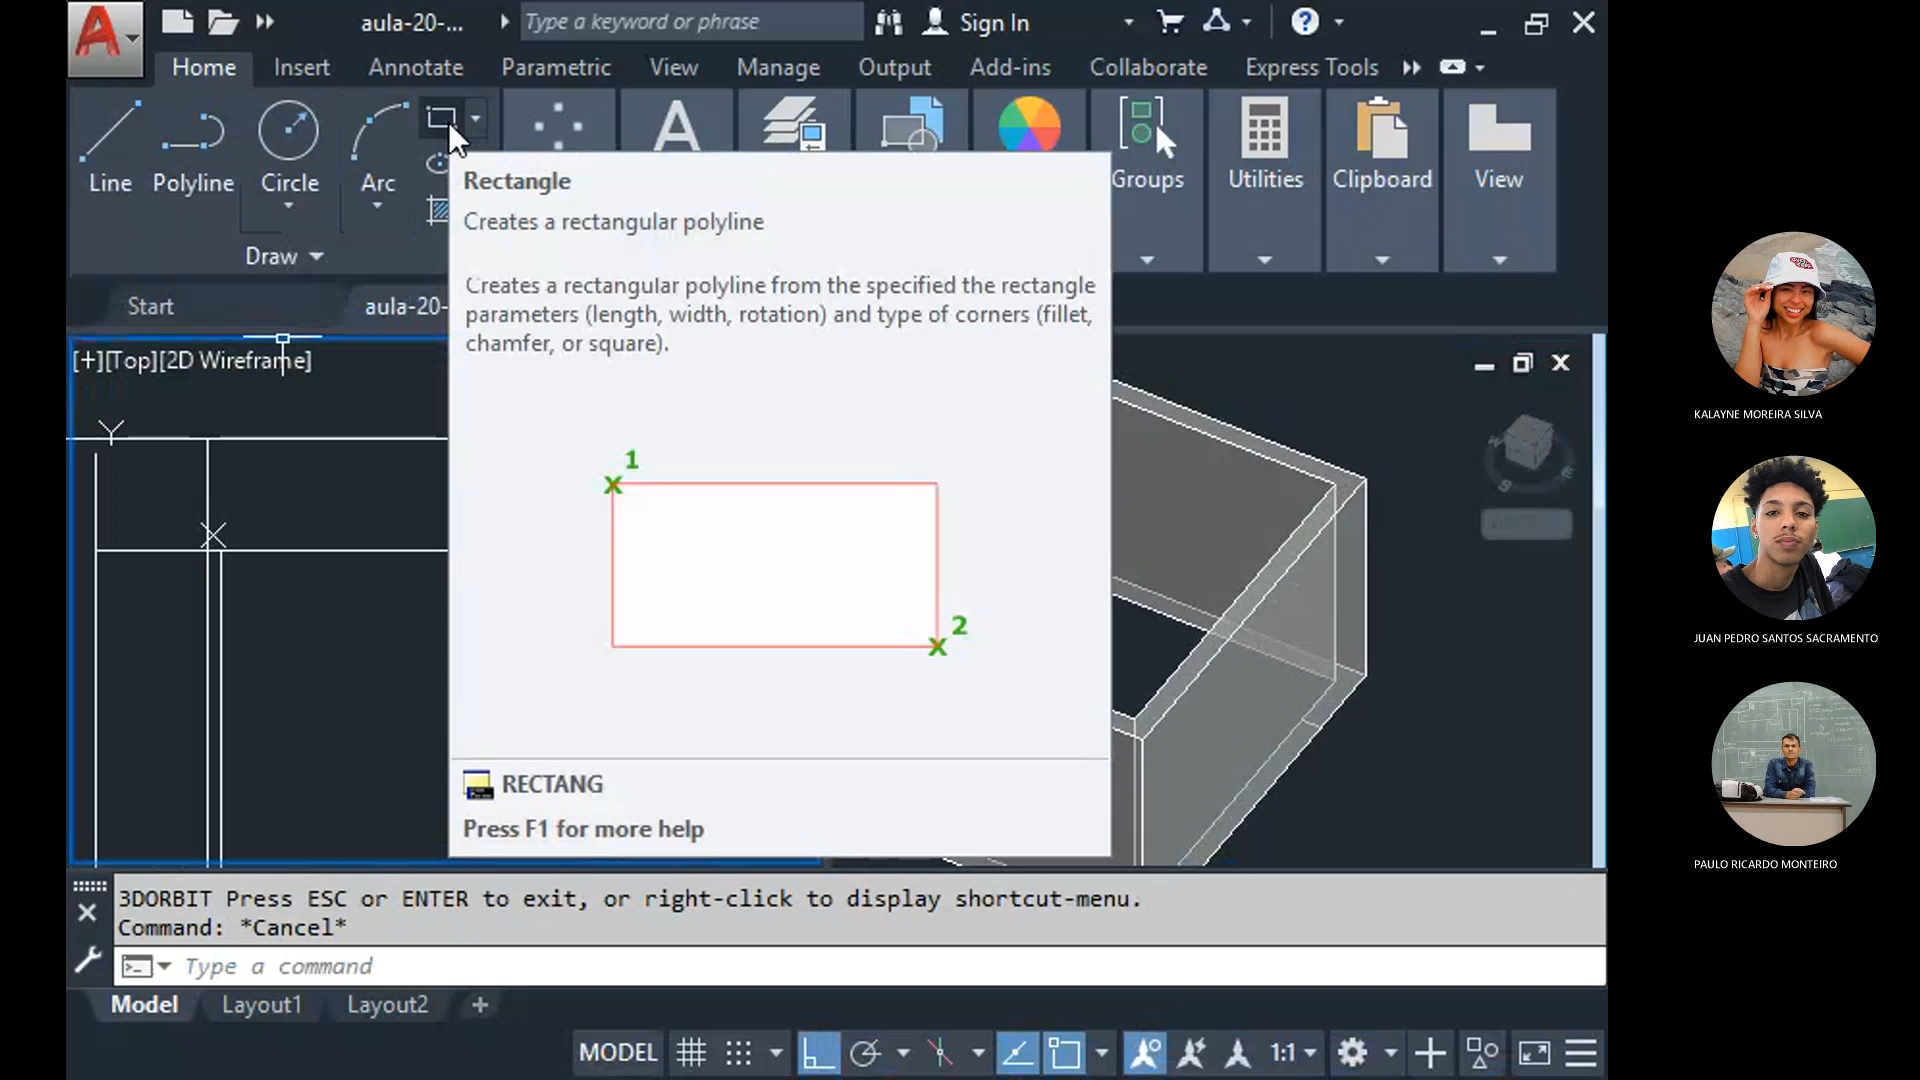 aula-20-...
Type a keyword or phrase
Sign In
Home
Insert
Annotate
Parametric
View
Manage
Output
Add-ins
Collaborate
Express Tools
Line
Polyline
Circle
Arc
Draw
Groups
Utilities
Clipboard
View
Rectangle
Creates a rectangular polyline
Creates a rectangular polyline from the specified the rectangle
parameters (length, width, rotation) and type of corners (fillet,
chamfer, or square).
1
2
RECTANG
Press F1 for more help
Start
aula-20-
[+][Top][2D Wireframe]
Y
X
W
S
E
KALAYNE MOREIRA SILVA
JUAN PEDRO SANTOS SACRAMENTO
PAULO RICARDO MONTEIRO
3DORBIT Press ESC or ENTER to exit, or right-click to display shortcut-menu.
Command: *Cancel*
Type a command
Model
Layout1
Layout2
+
MODEL
1:1